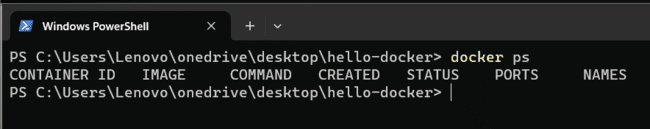 Windows PowerShell
PS C:\Users\Lenovo\onedrive\desktop\hello-docker> docker ps
CONTAINER ID   IMAGE     COMMAND   CREATED   STATUS    PORTS     NAMES
PS C:\Users\Lenovo\onedrive\desktop\hello-docker>